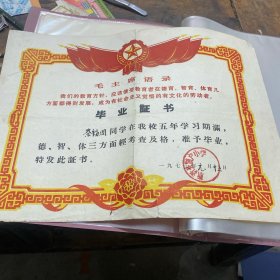 毛主席语录
我们的教育方针，应该使受教育者在德育、智育、体育几
方面都得到发展，成为有社会主义觉悟的有文化的劳动者。
毕业证书
同学在我校五年学习期满，
德、智、体三方面经考查及格，准予毕业，
特发此证书。
一九七